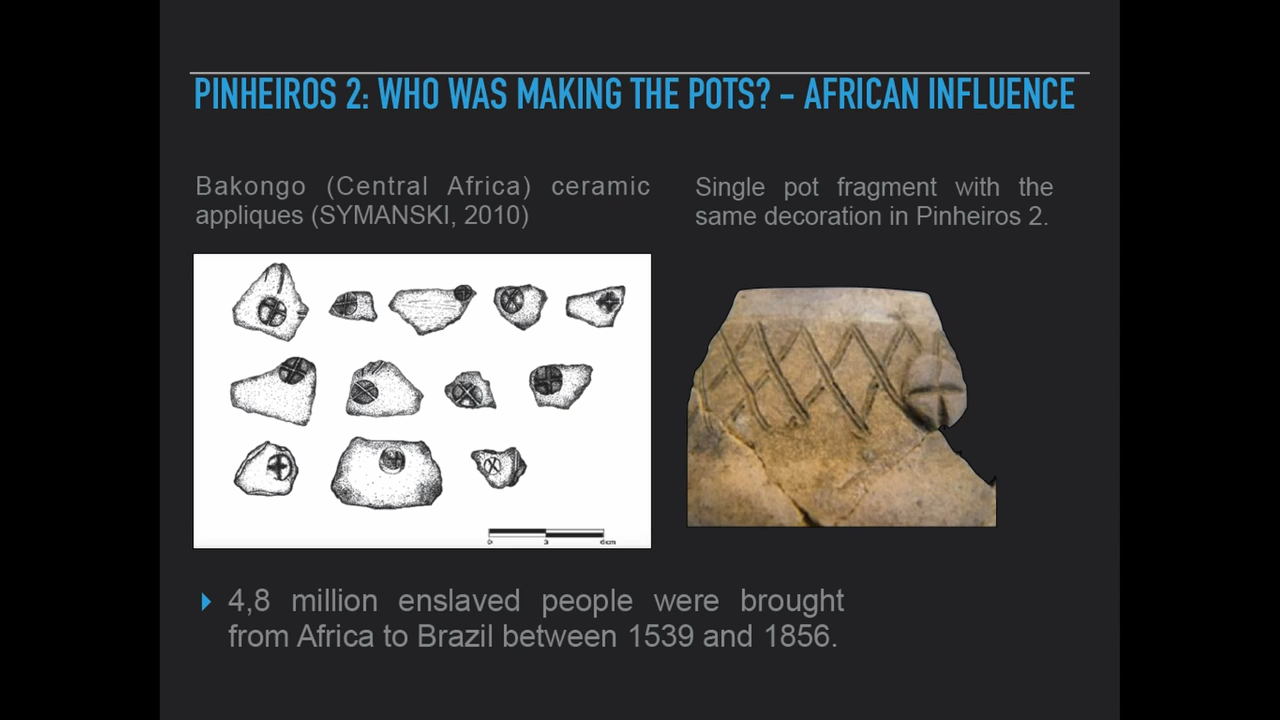 PINHEIROS 2: WHO WAS MAKING THE POTS? - AFRICAN INFLUENCE
Bakongo (Central Africa) ceramic
appliques (SYMANSKI, 2010)
Single pot fragment with the
same decoration in Pinheiros 2.
4,8 million enslaved people were brought
from Africa to Brazil between 1539 and 1856.